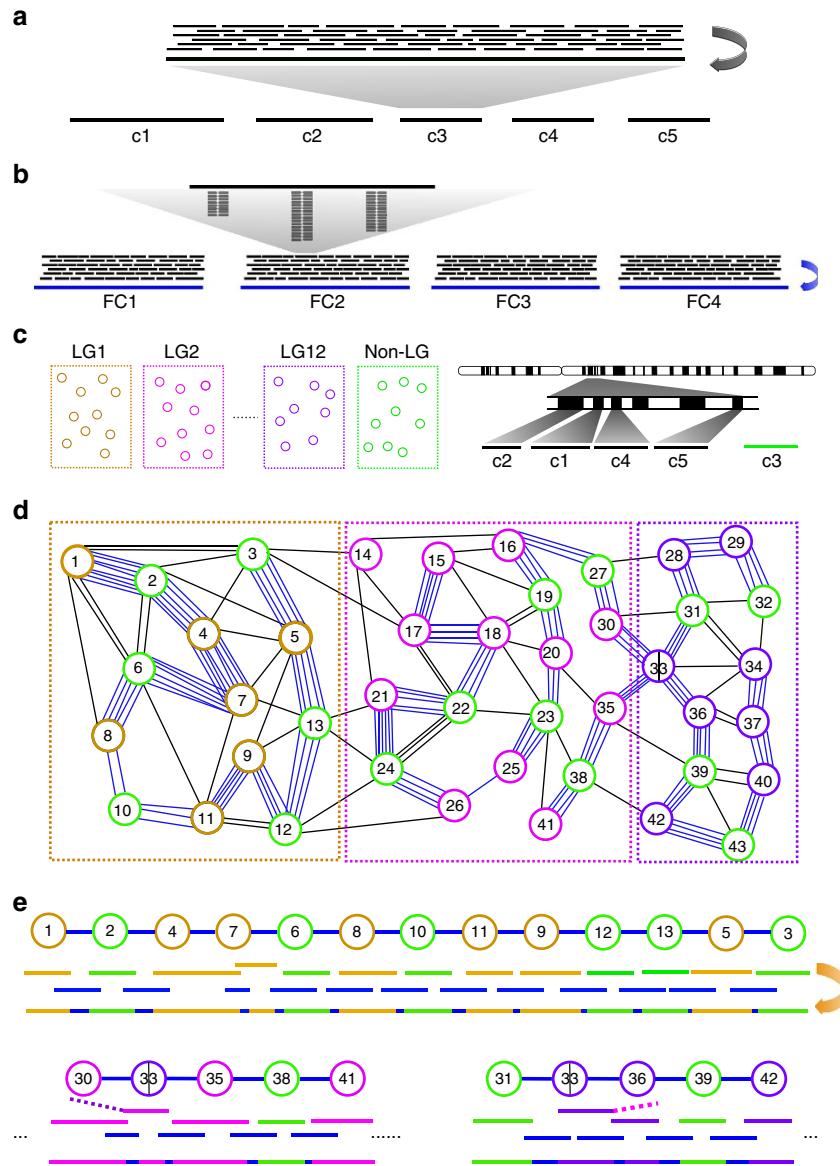 a
c1 c2 c3 c4 c5
b
FC1 FC2 FC3 FC4
c
LG1 LG2 LG12 Non-LG
c2 c1 c4 c5 c3
d
1 2 3 4 5 6 7 8 9 10 11 12 13
14 15 16 17 18 19 20 21 22 23 24 25 26 27 30 35 38 41
28 29 31 32 33 34 36 37 39 40 42 43
e
1 2 4 7 6 8 10 11 9 12 13 5 3
30 33 35 38 41 31 33 36 39 42
... ...... ...